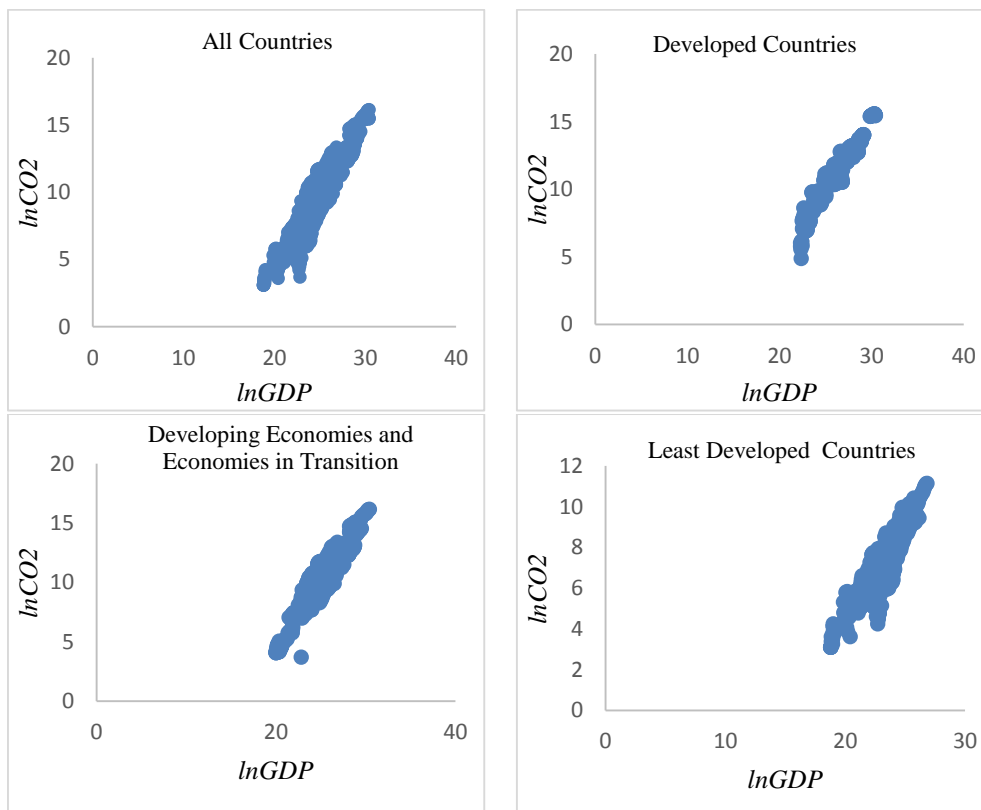 All Countries
20
15
10
5
0
0 10 20 30 40
lnCO2
lnGDP
Developed Countries
20
15
10
5
0
0 10 20 30 40
lnCO2
lnGDP
Developing Economies and
Economies in Transition
20
15
10
5
0
0 20 40
lnCO2
lnGDP
Least Developed Countries
12
10
8
6
4
2
0
0 10 20 30
lnCO2
lnGDP